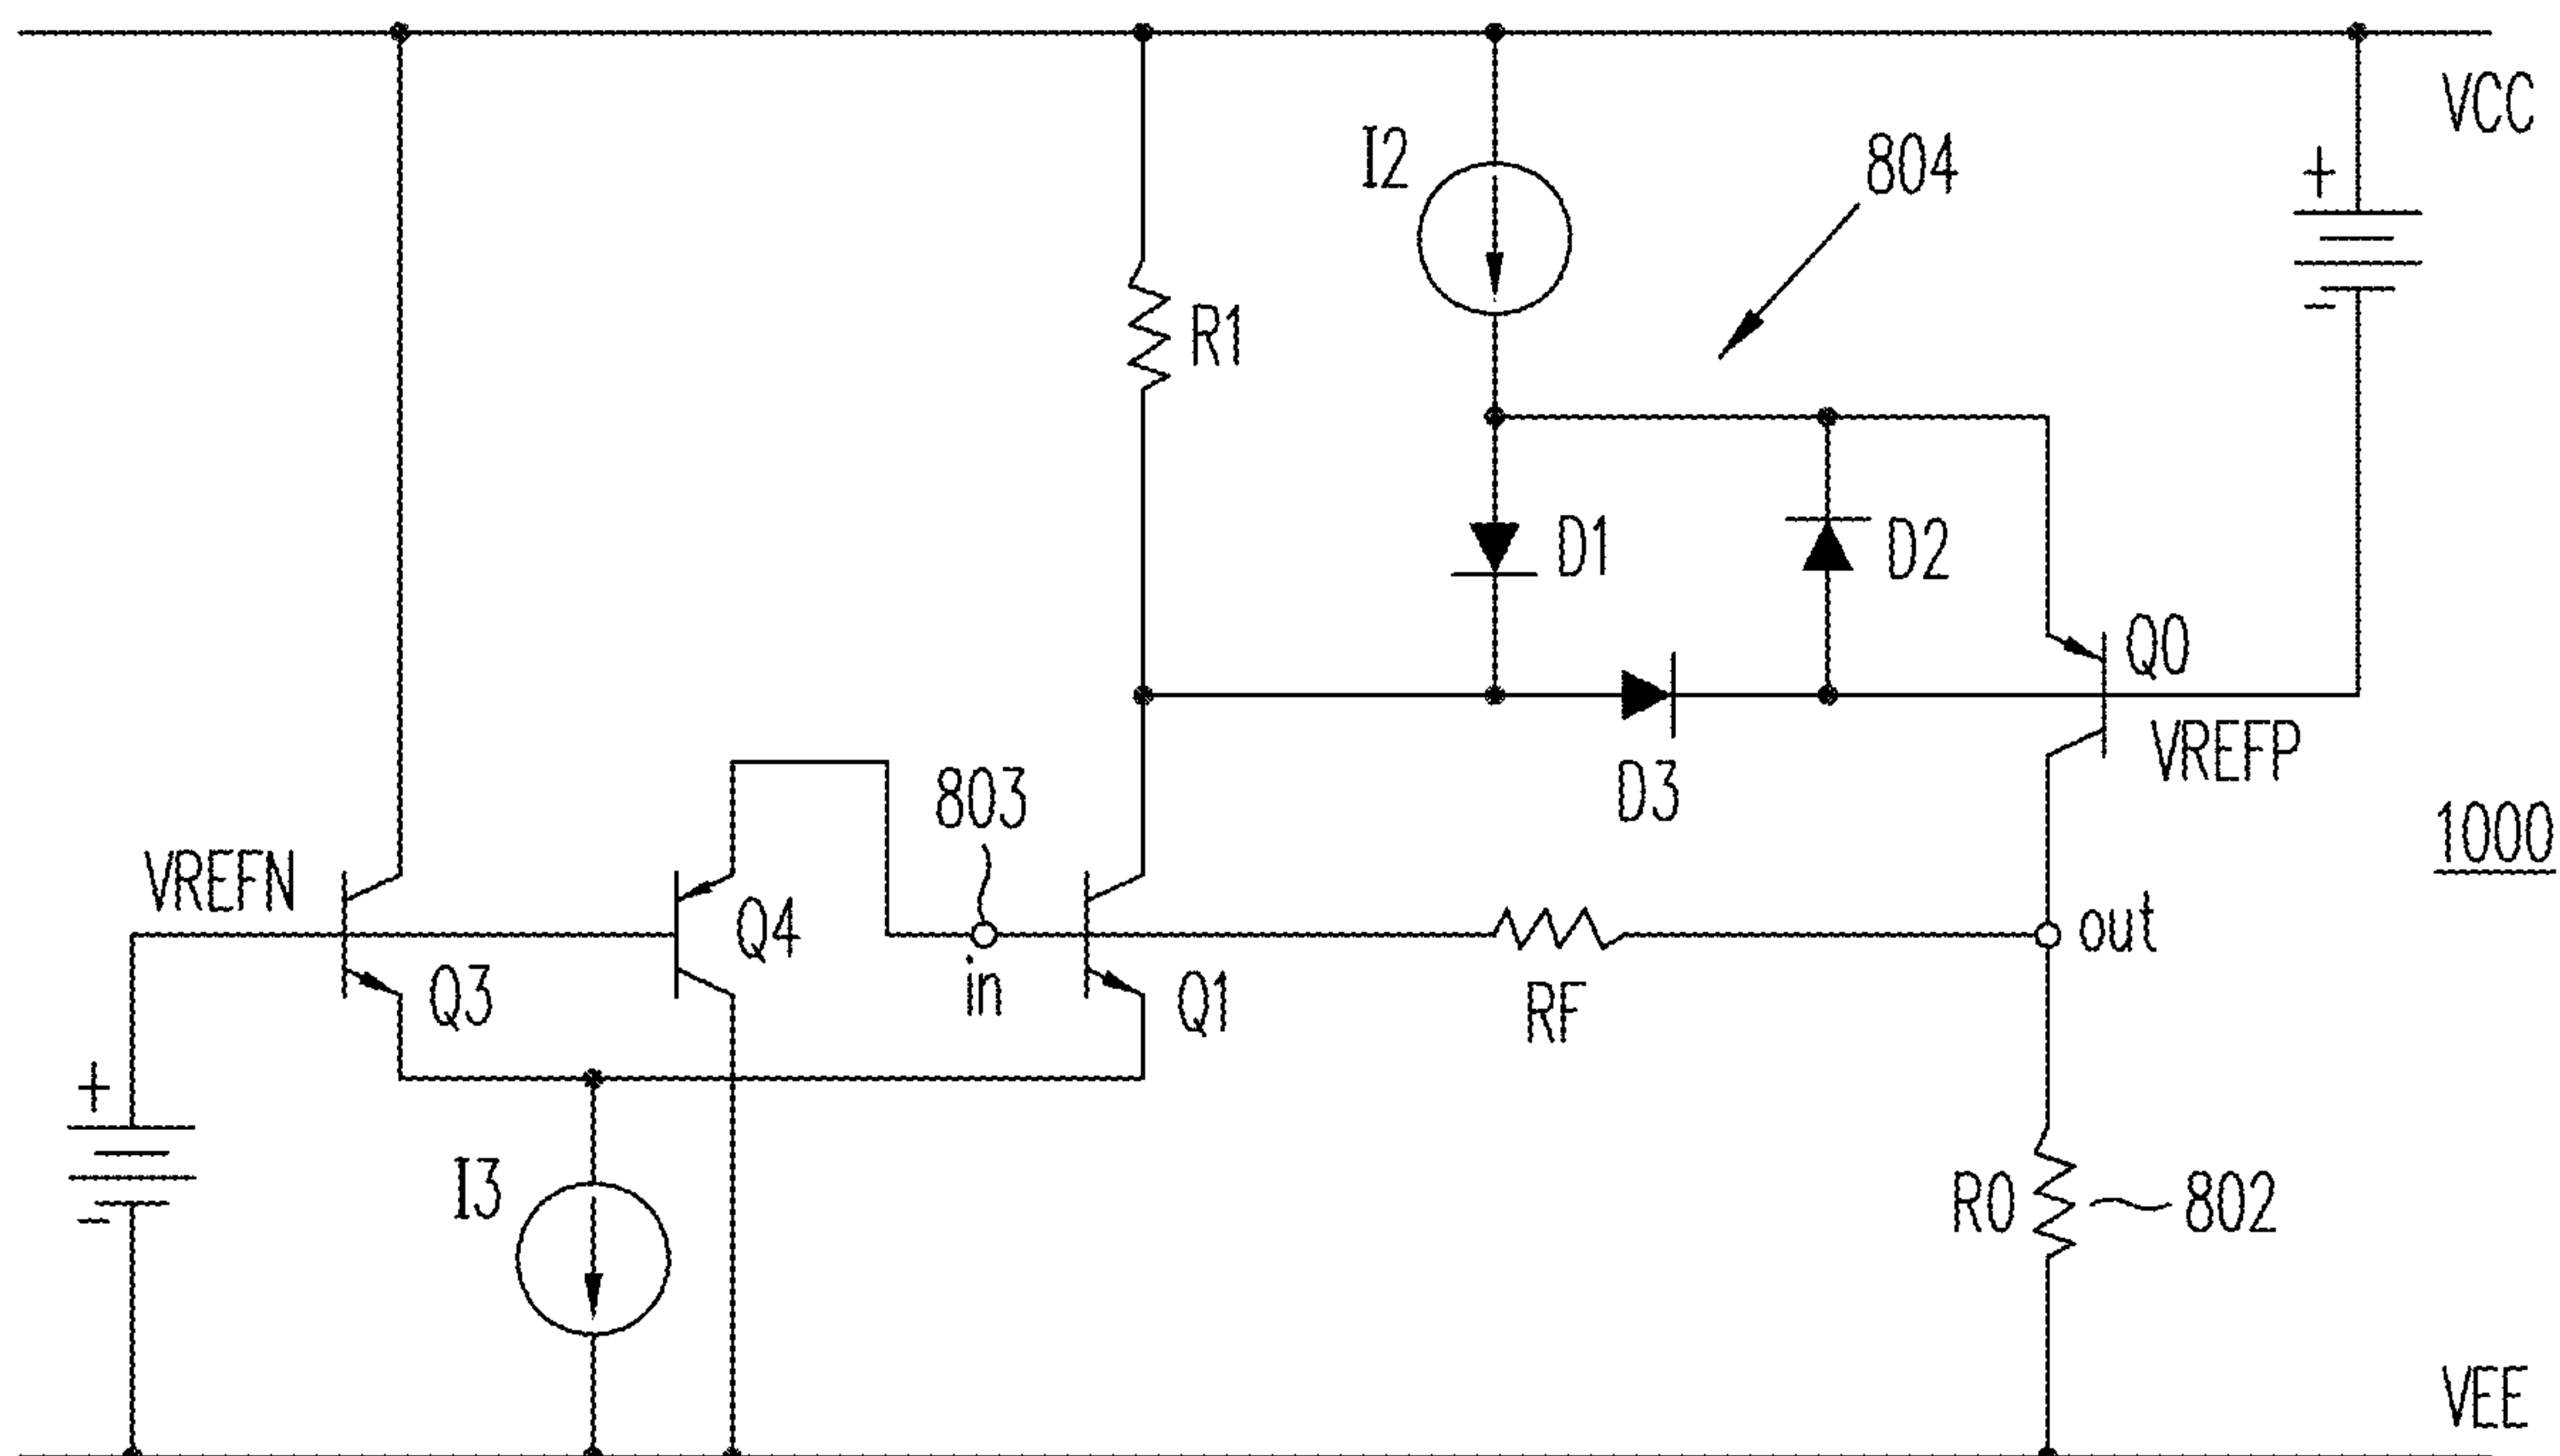 VCC
I2
804
+
R1
-
D1
D2
Q0
VREFP
D3
803
1000
VREFN
Q4
in
out
Q3
Q1
RF
+
I3
R0
802
-
VEE